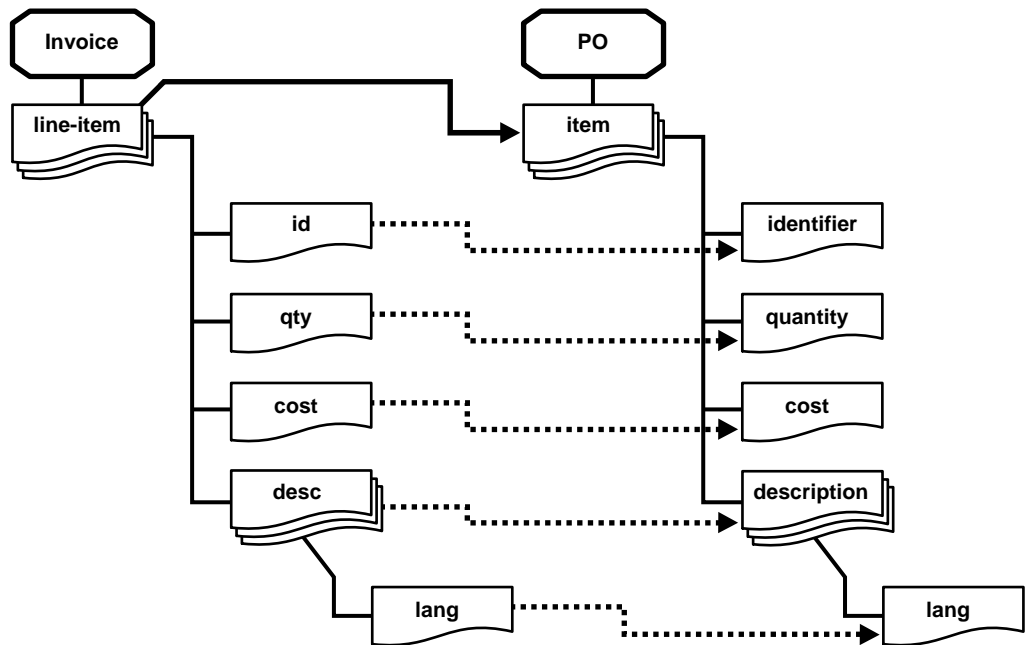 Invoice
PO
line-item
item
id
identifier
qty
quantity
cost
cost
desc
description
lang
lang